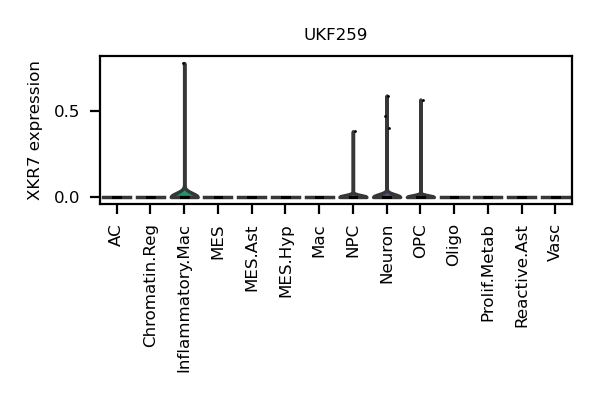 UKF259
XKR7 expression
0.5
0.0
AC
Chromatin.Reg
Inflammatory.Mac
MES
MES.Ast
MES.Hyp
Mac
NPC
Neuron
OPC
Oligo
Prolif.Metab
Reactive.Ast
Vasc